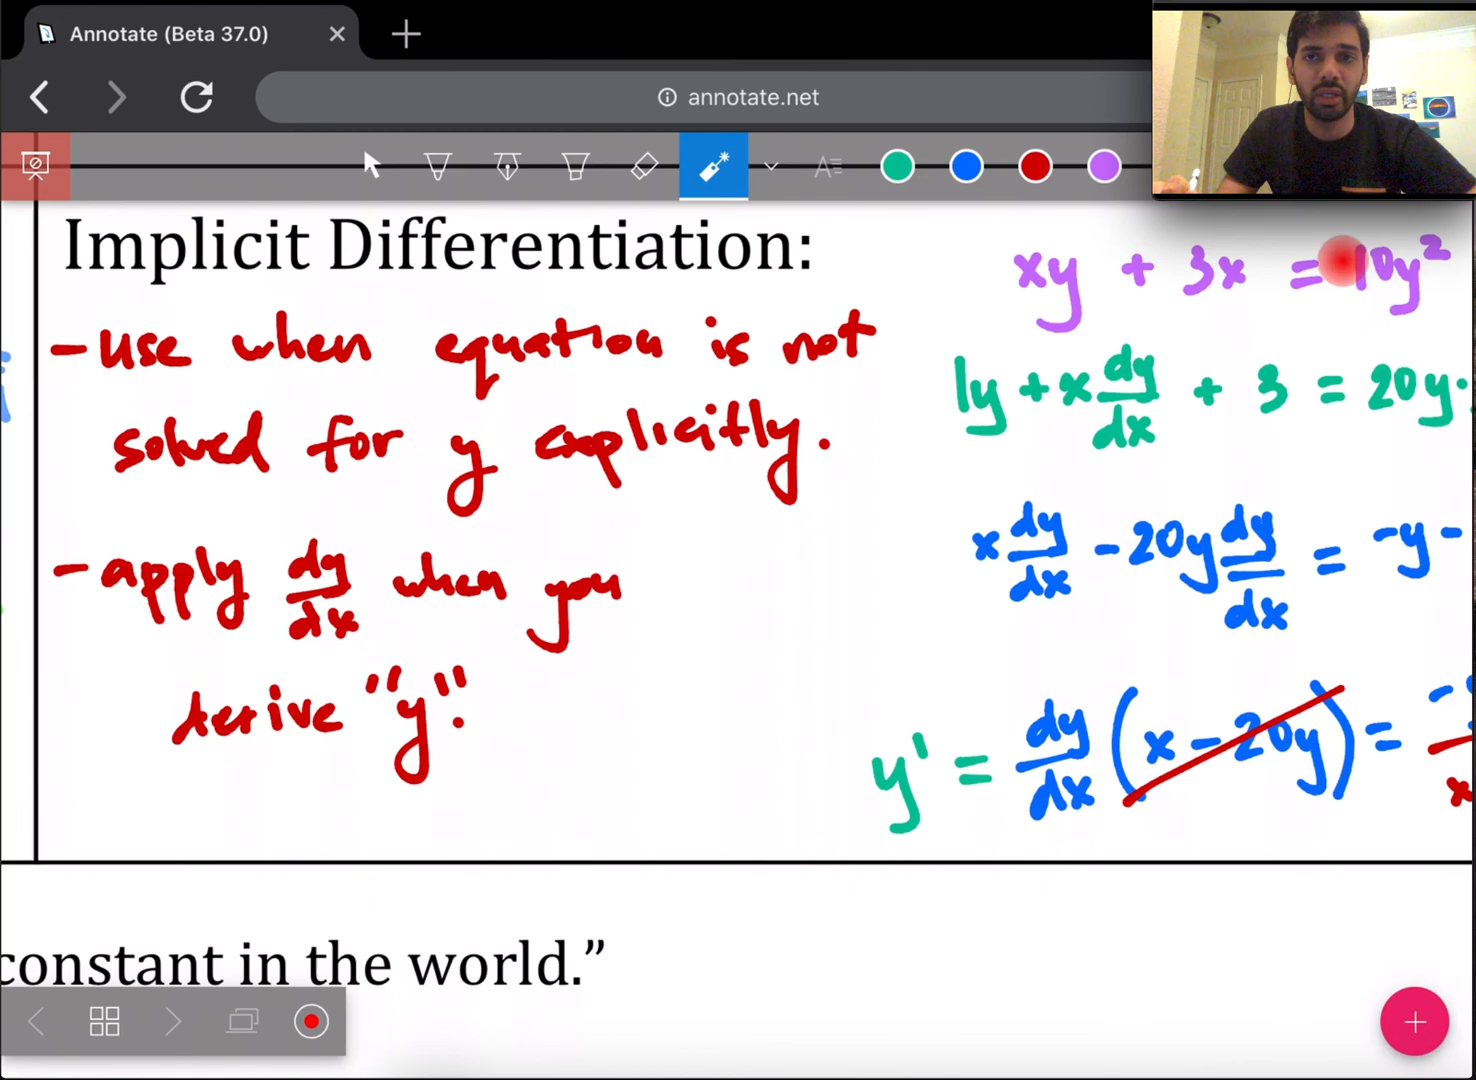 Annotate (Beta 37.0)
annotate.net
Implicit Differentiation:
- use when equation is not
solved for y explicitly.
- apply dy/dx when you
derive "y".
xy + 3x = 10y²
1y + x dy/dx + 3 = 20y ·
x dy/dx - 20y dy/dx = -y -
y' = dy/dx (x - 20y) =
constant in the world.”